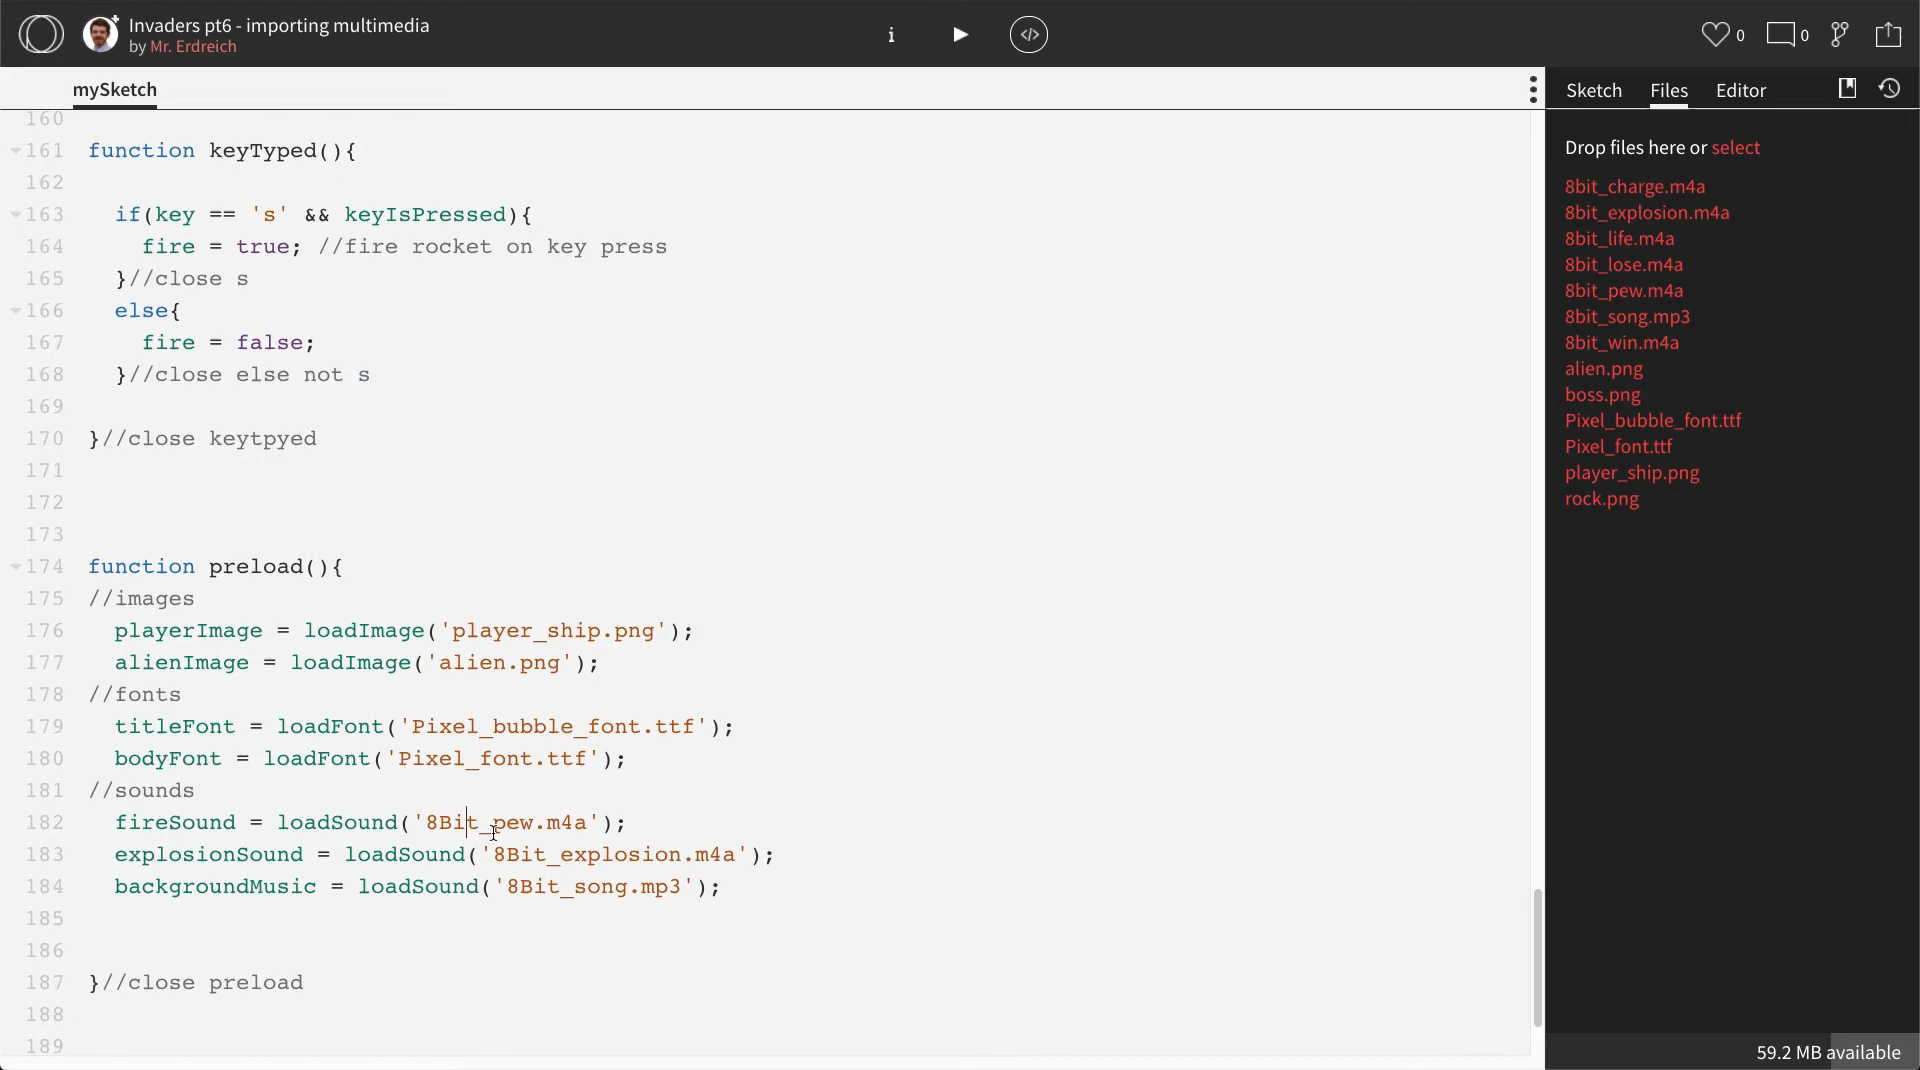 Invaders pt6 - importing multimedia
by Mr. Erdreich
i
</>
0
0
mySketch
Sketch Files Editor
160
161 function keyTyped(){
162
163 if(key == 's' && keyIsPressed){
164 fire = true; //fire rocket on key press
165 }//close s
166 else{
167 fire = false;
168 }//close else not s
169
170 }//close keytpyed
171
172
173
174 function preload(){
175 //images
176 playerImage = loadImage('player_ship.png');
177 alienImage = loadImage('alien.png');
178 //fonts
179 titleFont = loadFont('Pixel_bubble_font.ttf');
180 bodyFont = loadFont('Pixel_font.ttf');
181 //sounds
182 fireSound = loadSound('8Bit_pew.m4a');
183 explosionSound = loadSound('8Bit_explosion.m4a');
184 backgroundMusic = loadSound('8Bit_song.mp3');
185
186
187 }//close preload
188
189
Drop files here or select
8bit_charge.m4a
8bit_explosion.m4a
8bit_life.m4a
8bit_lose.m4a
8bit_pew.m4a
8bit_song.mp3
8bit_win.m4a
alien.png
boss.png
Pixel_bubble_font.ttf
Pixel_font.ttf
player_ship.png
rock.png
59.2 MB available